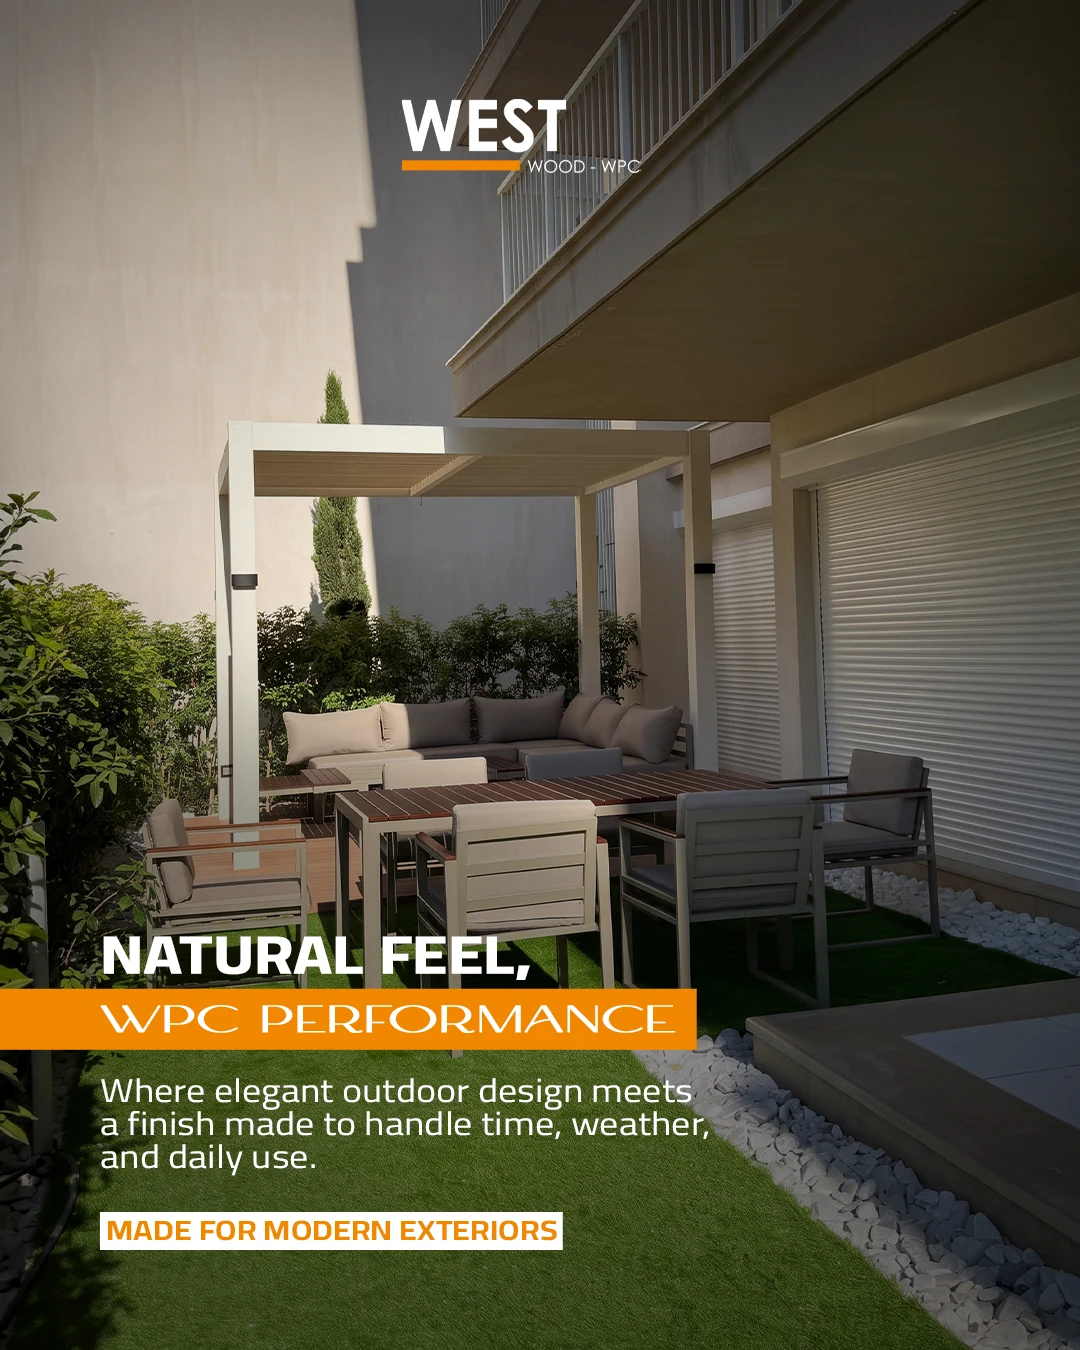 WEST
WOOD - WPC
NATURAL FEEL,
WPC PERFORMANCE
Where elegant outdoor design meets
a finish made to handle time, weather,
and daily use.
MADE FOR MODERN EXTERIORS